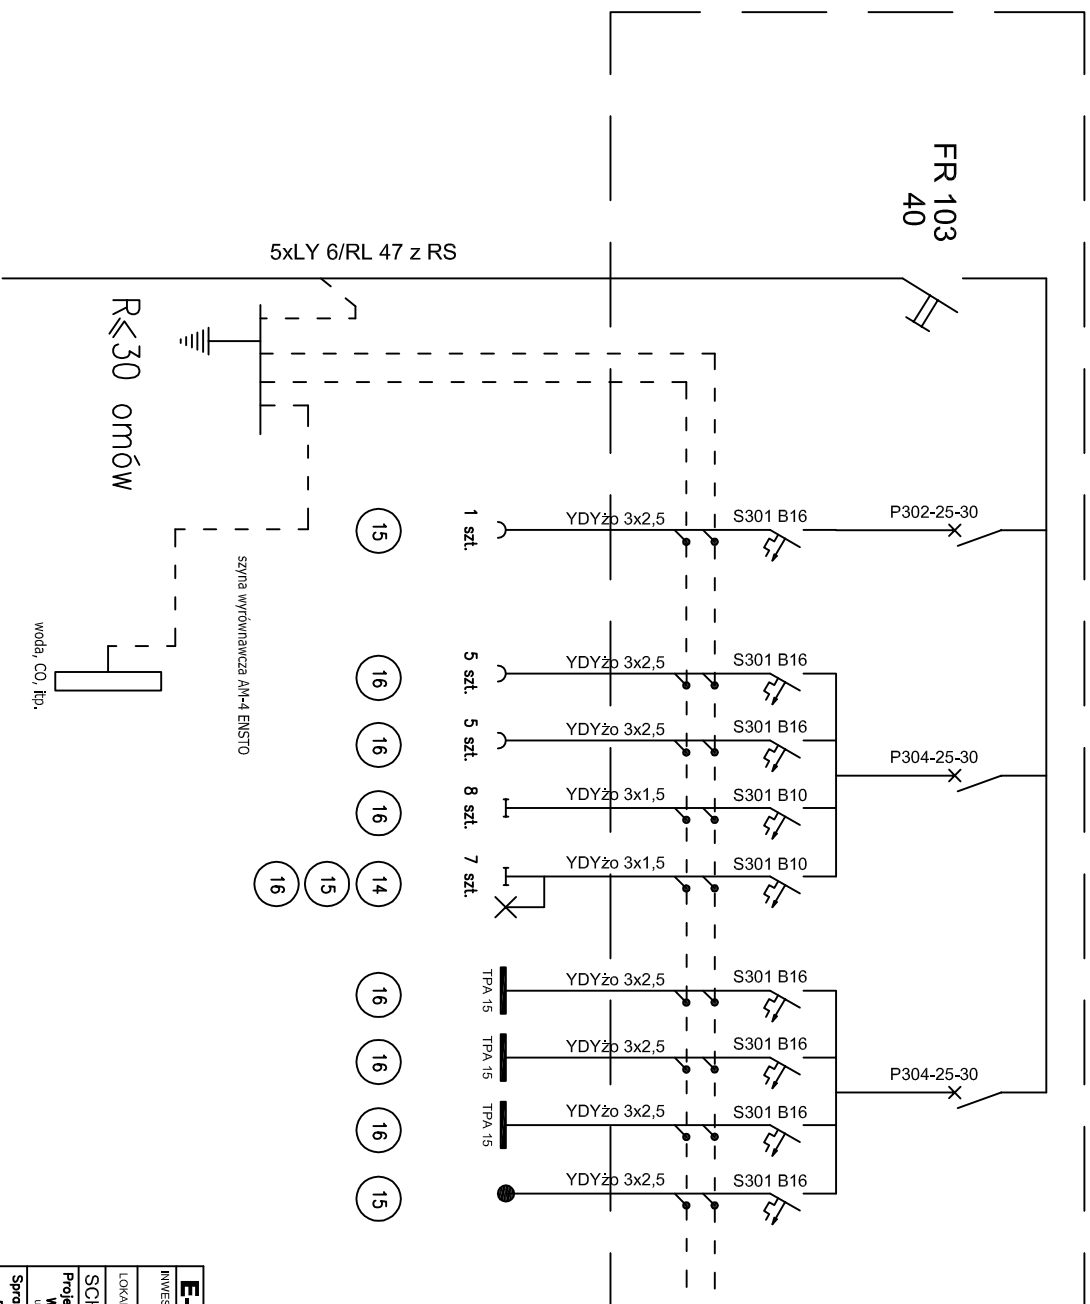 FR 103
40
5xLY 6/RL 47 z RS
R≤30 omów
szyna wyrównawcza AM-4 ENSTO
woda, CO, itp.
P302-25-30
S301 B16
YDYżo 3x2,5
1 szt.
15
P304-25-30
S301 B16
YDYżo 3x2,5
5 szt.
16
S301 B16
YDYżo 3x2,5
5 szt.
16
S301 B10
YDYżo 3x1,5
8 szt.
16
S301 B10
YDYżo 3x1,5
7 szt.
14
15
16
P304-25-30
S301 B16
YDYżo 3x2,5
TPA 15
16
S301 B16
YDYżo 3x2,5
TPA 15
16
S301 B16
YDYżo 3x2,5
TPA 15
16
S301 B16
YDYżo 3x2,5
15
E-
INWES
LOKAL
SCH
Proje
Spra